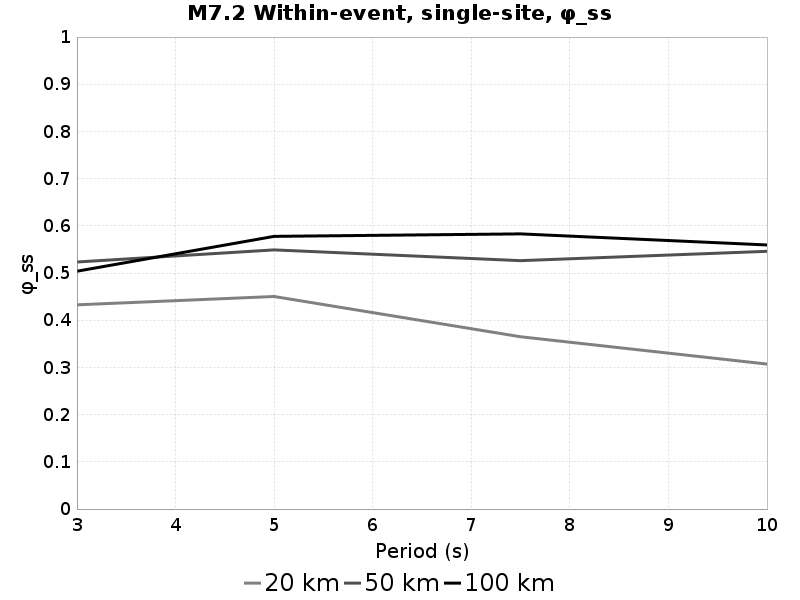 M7.2 Within-event, single-site, φ_ss
1
0.9
0.8
0.7
0.6
0.5
0.4
0.3
0.2
0.1
0
φ_ss
3 4 5 6 7 8 9 10
Period (s)
20 km 50 km 100 km